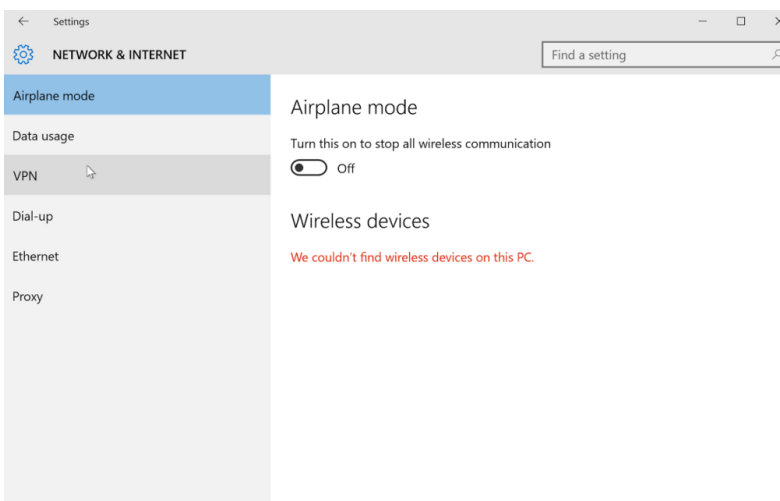 Settings
NETWORK & INTERNET
Find a setting
Airplane mode
Data usage
VPN
Dial-up
Ethernet
Proxy
Airplane mode
Turn this on to stop all wireless communication
Off
Wireless devices
We couldn't find wireless devices on this PC.